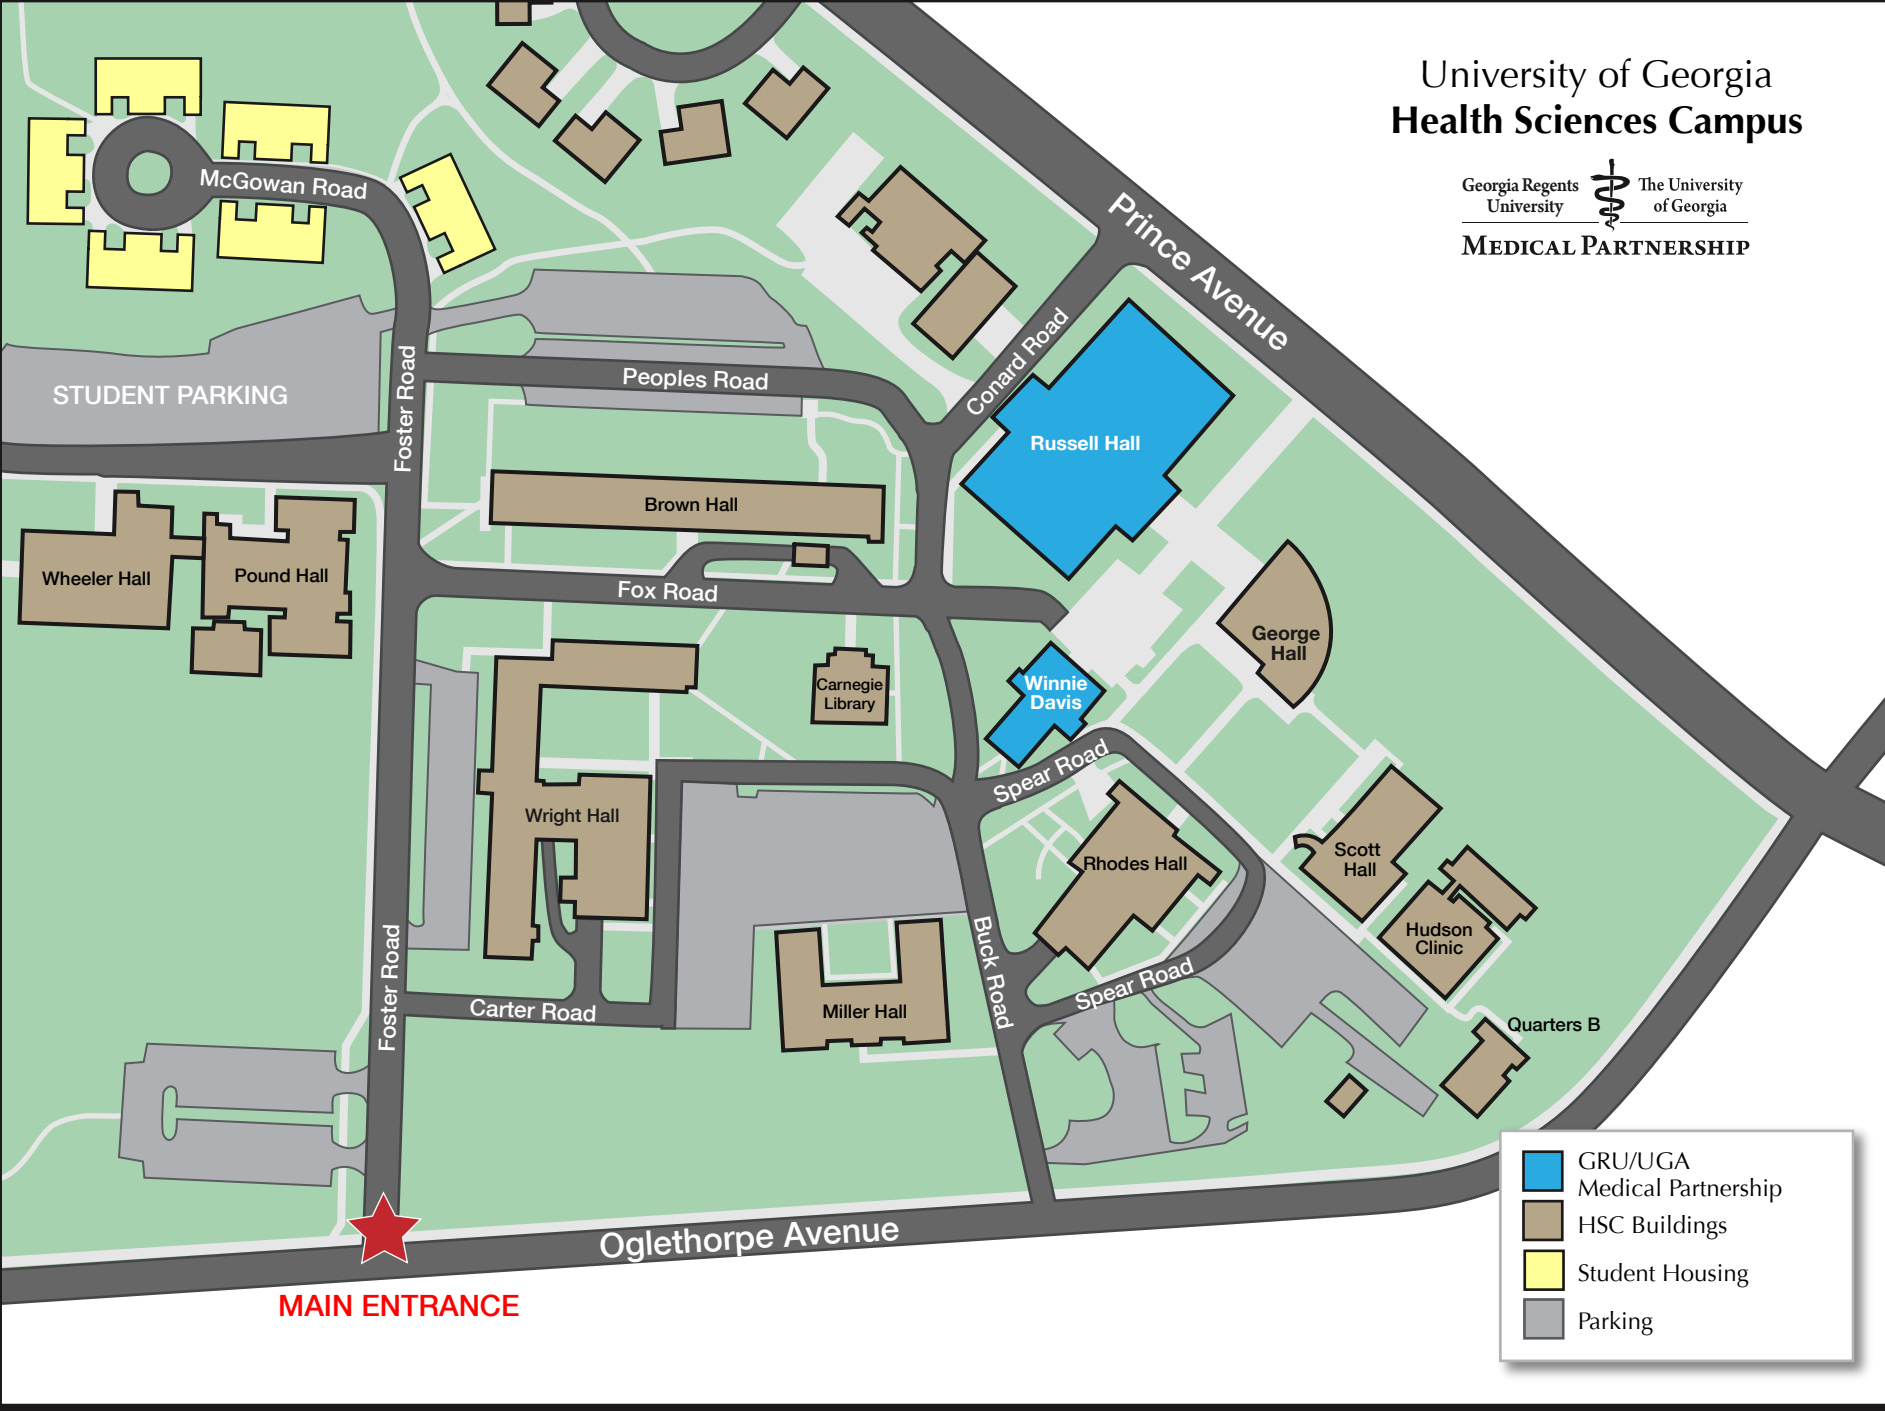 University of Georgia
Health Sciences Campus
Georgia Regents
University
The University
of Georgia
MEDICAL PARTNERSHIP
McGowan Road
Prince Avenue
STUDENT PARKING
Foster Road
Peoples Road
Conard Road
Russell Hall
Brown Hall
Wheeler Hall
Pound Hall
Fox Road
George
Hall
Carnegie
Library
Winnie
Davis
Spear Road
Wright Hall
Rhodes Hall
Scott
Hall
Hudson
Clinic
Foster Road
Buck Road
Spear Road
Carter Road
Miller Hall
Quarters B
Oglethorpe Avenue
MAIN ENTRANCE
GRU/UGA
Medical Partnership
HSC Buildings
Student Housing
Parking